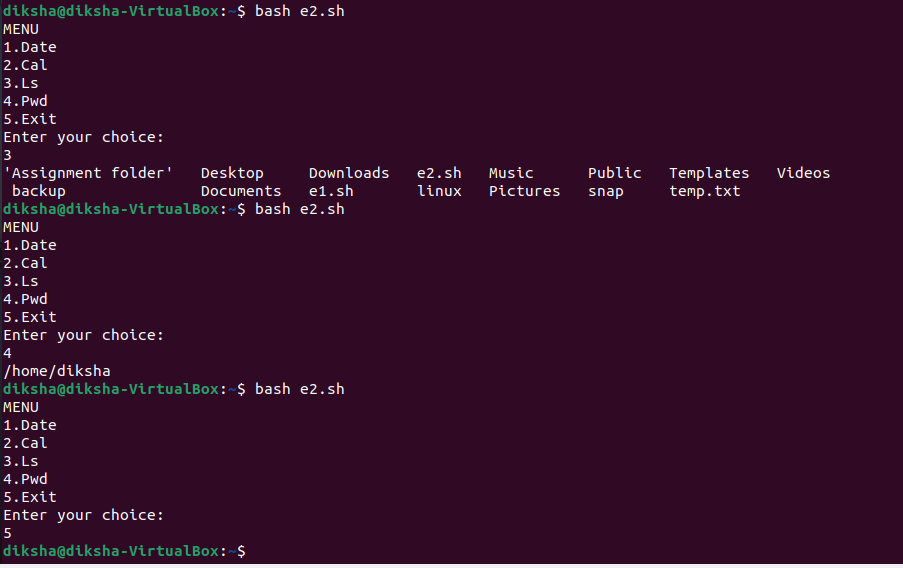 diksha@diksha-VirtualBox:~$ bash e2.sh
MENU
1.Date
2.Cal
3.Ls
4.Pwd
5.Exit
Enter your choice:
3
'Assignment folder'   Desktop     Downloads   e2.sh   Music      Public   Templates   Videos
 backup               Documents   e1.sh       linux   Pictures   snap     temp.txt
diksha@diksha-VirtualBox:~$ bash e2.sh
MENU
1.Date
2.Cal
3.Ls
4.Pwd
5.Exit
Enter your choice:
4
/home/diksha
diksha@diksha-VirtualBox:~$ bash e2.sh
MENU
1.Date
2.Cal
3.Ls
4.Pwd
5.Exit
Enter your choice:
5
diksha@diksha-VirtualBox:~$